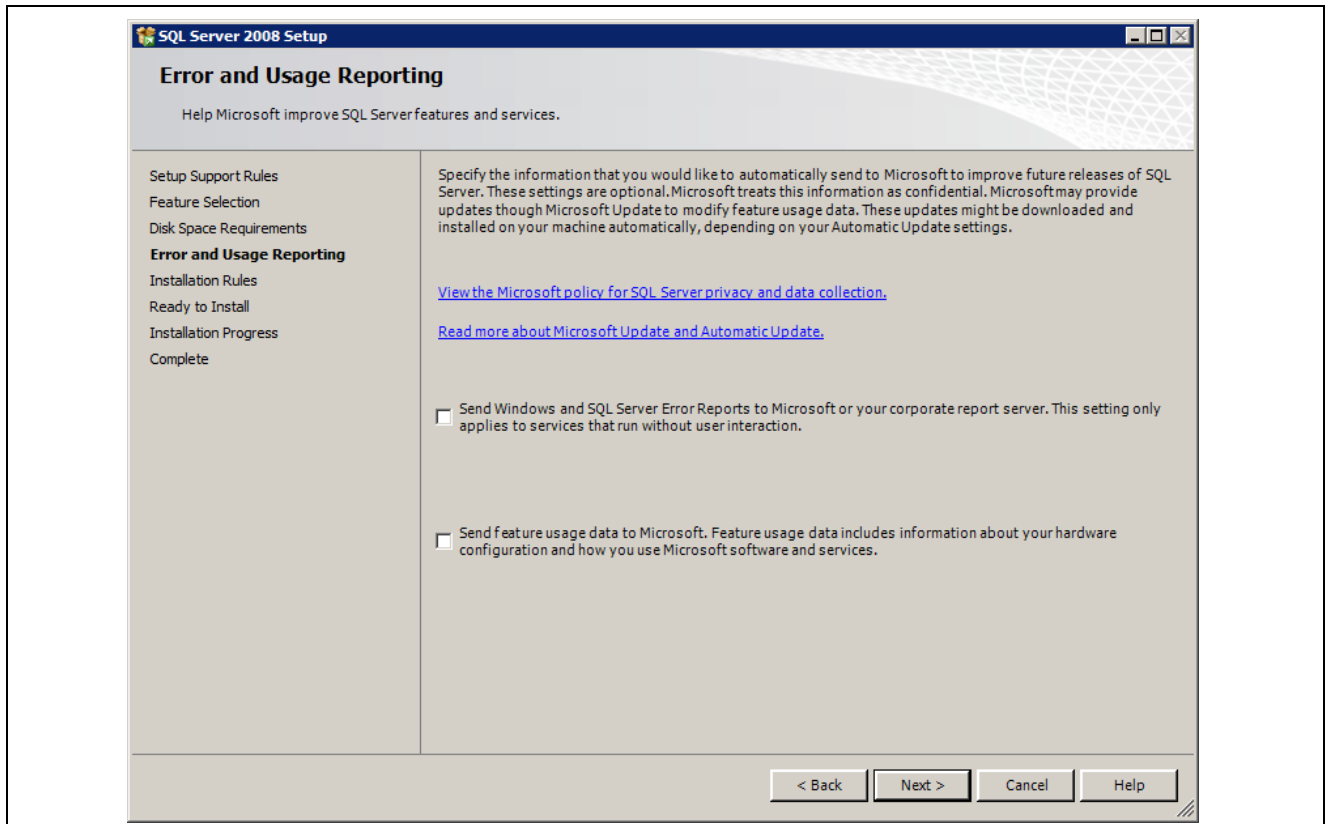 SQL Server 2008 Setup
Error and Usage Reporting
Help Microsoft improve SQL Server features and services.
Setup Support Rules
Feature Selection
Disk Space Requirements
Error and Usage Reporting
Installation Rules
Ready to Install
Installation Progress
Complete
Specify the information that you would like to automatically send to Microsoft to improve future releases of SQL
Server. These settings are optional. Microsoft treats this information as confidential. Microsoft may provide
updates though Microsoft Update to modify feature usage data. These updates might be downloaded and
installed on your machine automatically, depending on your Automatic Update settings.
View the Microsoft policy for SQL Server privacy and data collection.
Read more about Microsoft Update and Automatic Update.
Send Windows and SQL Server Error Reports to Microsoft or your corporate report server. This setting only
applies to services that run without user interaction.
Send feature usage data to Microsoft. Feature usage data includes information about your hardware
configuration and how you use Microsoft software and services.
< Back Next > Cancel Help